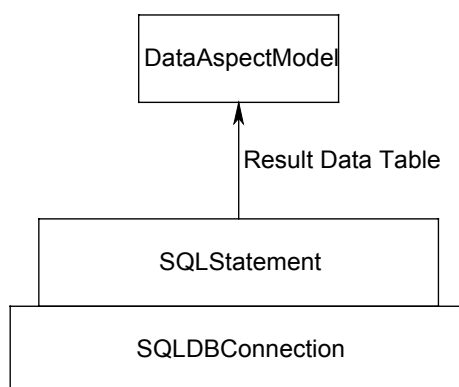 DataAspectModel
Result Data Table
SQLStatement
SQLDBConnection